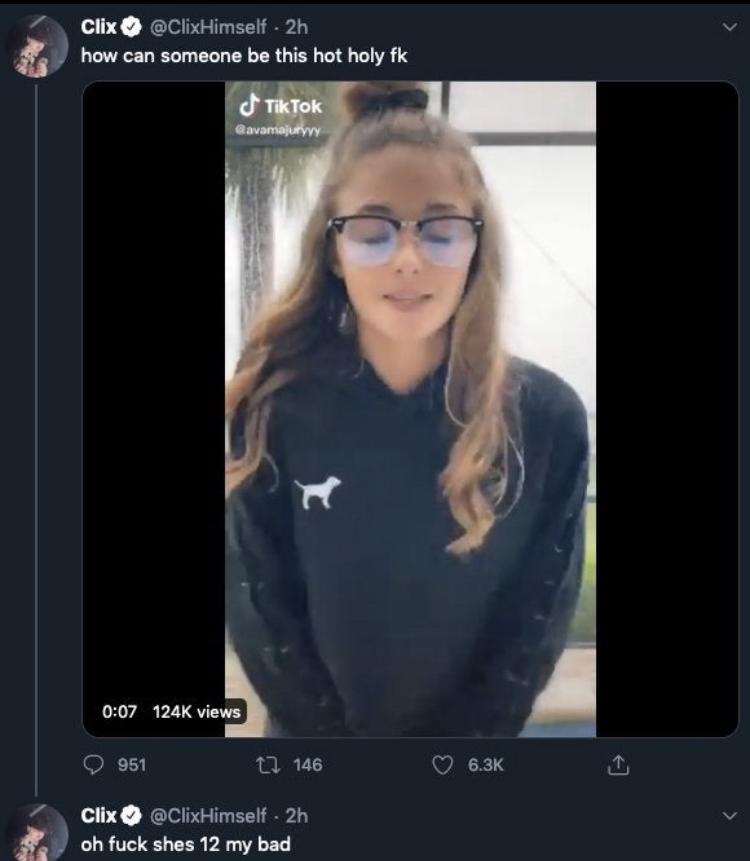 Clix @ClixHimself · 2h
how can someone be this hot holy fk
TikTok
@avamajuryyy
0:07 124K views
951 146 6.3K
Clix @ClixHimself · 2h
oh fuck shes 12 my bad